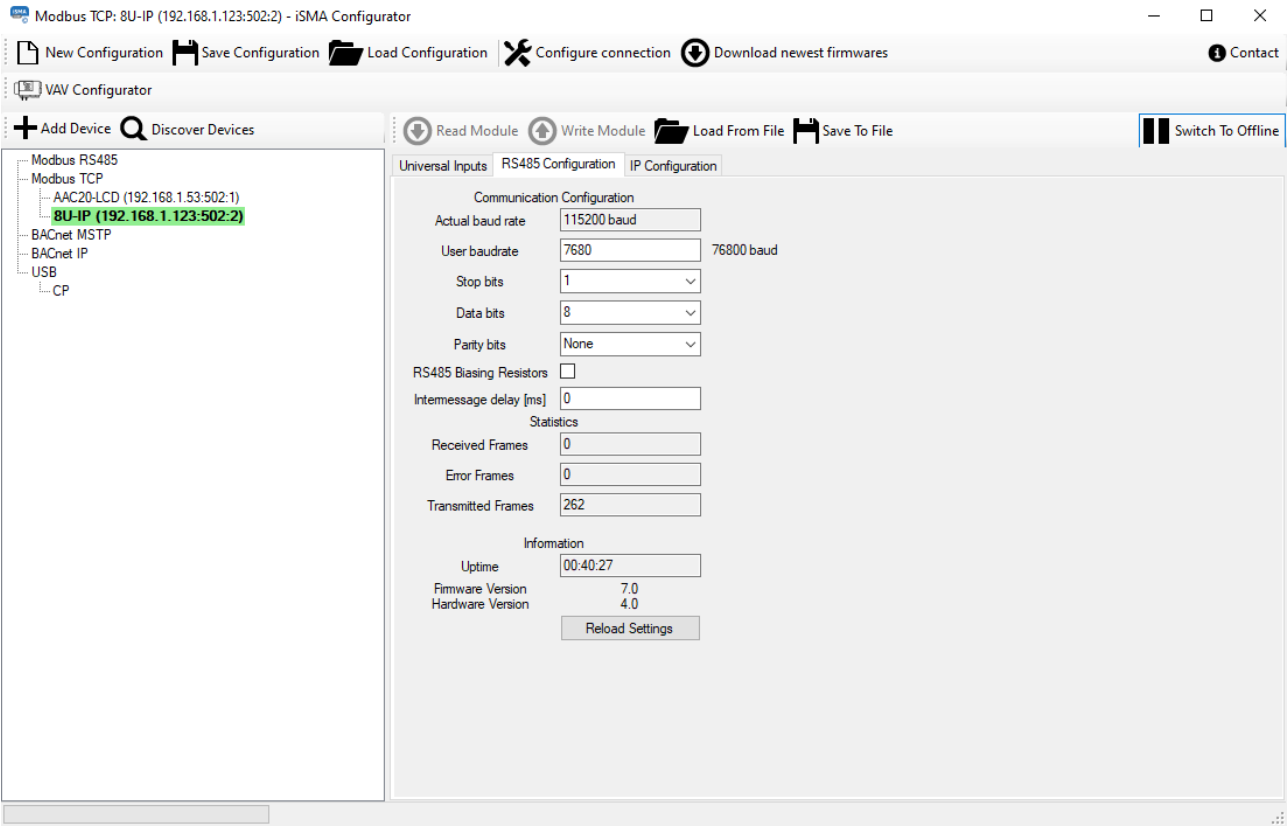 iSMA Modbus TCP: 8U-IP (192.168.1.123:502:2) - iSMA Configurator
New Configuration Save Configuration Load Configuration Configure connection Download newest firmwares Contact
VAV Configurator
Add Device Discover Devices
Read Module Write Module Load From File Save To File Switch To Offline
Modbus RS485
Modbus TCP
AAC20-LCD (192.168.1.53:502:1)
8U-IP (192.168.1.123:502:2)
BACnet MSTP
BACnet IP
USB
CP
Universal Inputs RS485 Configuration IP Configuration
Communication Configuration
Actual baud rate 115200 baud
User baudrate 7680 76800 baud
Stop bits 1
Data bits 8
Parity bits None
RS485 Biasing Resistors
Intermessage delay [ms] 0
Statistics
Received Frames 0
Error Frames 0
Transmitted Frames 262
Information
Uptime 00:40:27
Firmware Version 7.0
Hardware Version 4.0
Reload Settings